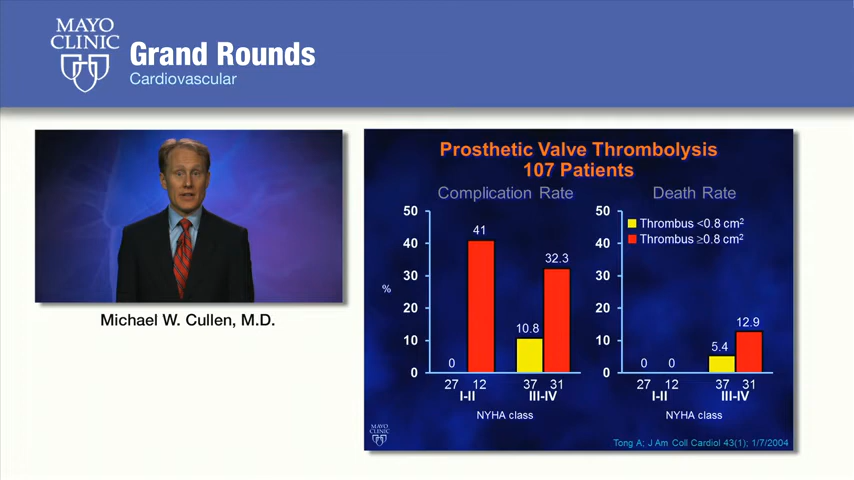 MAYO
CLINIC
Grand Rounds
Cardiovascular
Michael W. Cullen, M.D.
Prosthetic Valve Thrombolysis
107 Patients
Complication Rate
50
40
30
20
10
0
%
0
41
10.8
32.3
27 12
37 31
I-II
III-IV
NYHA class
Death Rate
50
40
30
20
10
0
Thrombus <0.8 cm²
Thrombus ≥0.8 cm²
0
0
5.4
12.9
27 12
37 31
I-II
III-IV
NYHA class
MAYO
CLINIC
Tong A; J Am Coll Cardiol 43(1); 1/7/2004